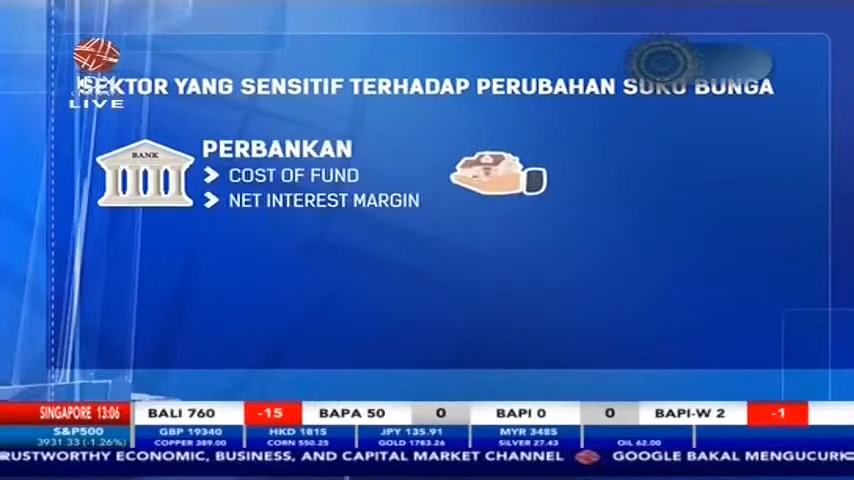 SEKTOR YANG SENSITIF TERHADAP PERUBAHAN SUKU BUNGA
IDX
LIVE
BANK
PERBANKAN
COST OF FUND
NET INTEREST MARGIN
SINGAPORE 13:06
BALI 760 -15 BAPA 50 0 BAPI 0 0 BAPI-W 2 -1
S&P500 GBP 19340 HKD 1815 JPY 135.91 MYR 3485
3931.33 (-1.26%) COPPER 389.00 CORN 550.25 GOLD 1783.26 SILVER 27.43 OIL 62.00
RUSTWORTHY ECONOMIC, BUSINESS, AND CAPITAL MARKET CHANNEL GOOGLE BAKAL MENGUCURK